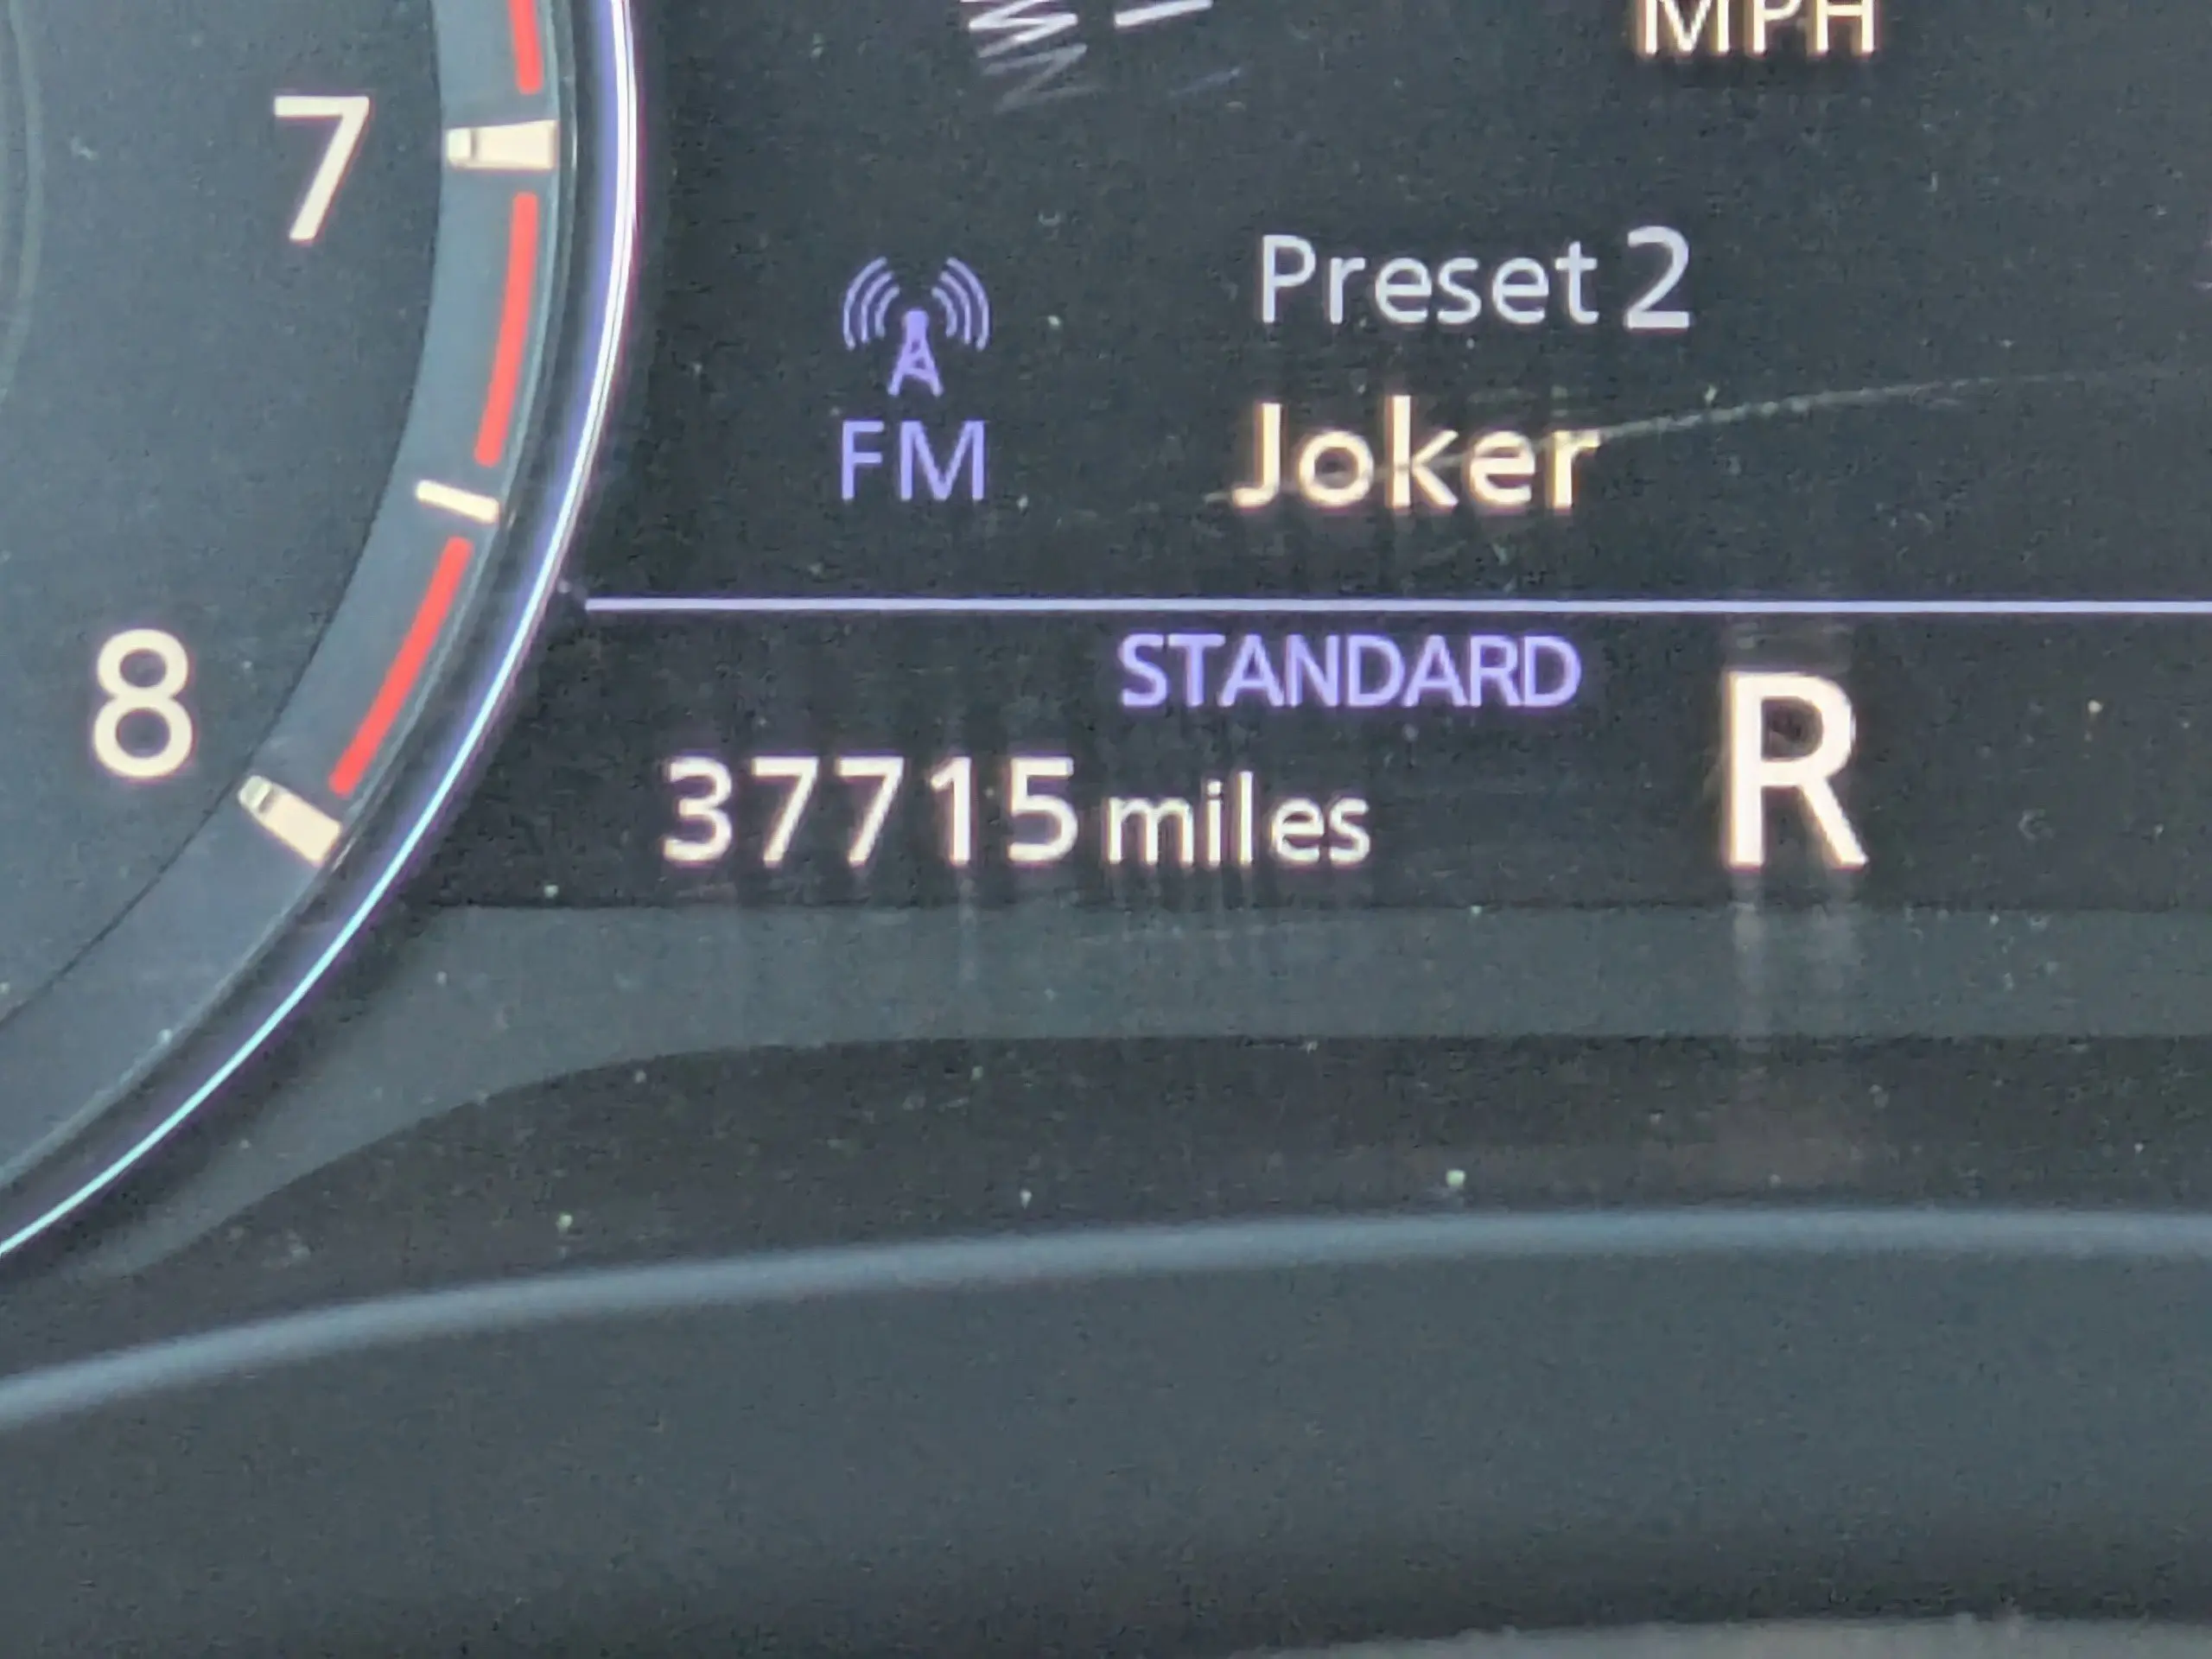 MPH
7
Preset 2
FM
Joker
STANDARD
8
37715 miles
R